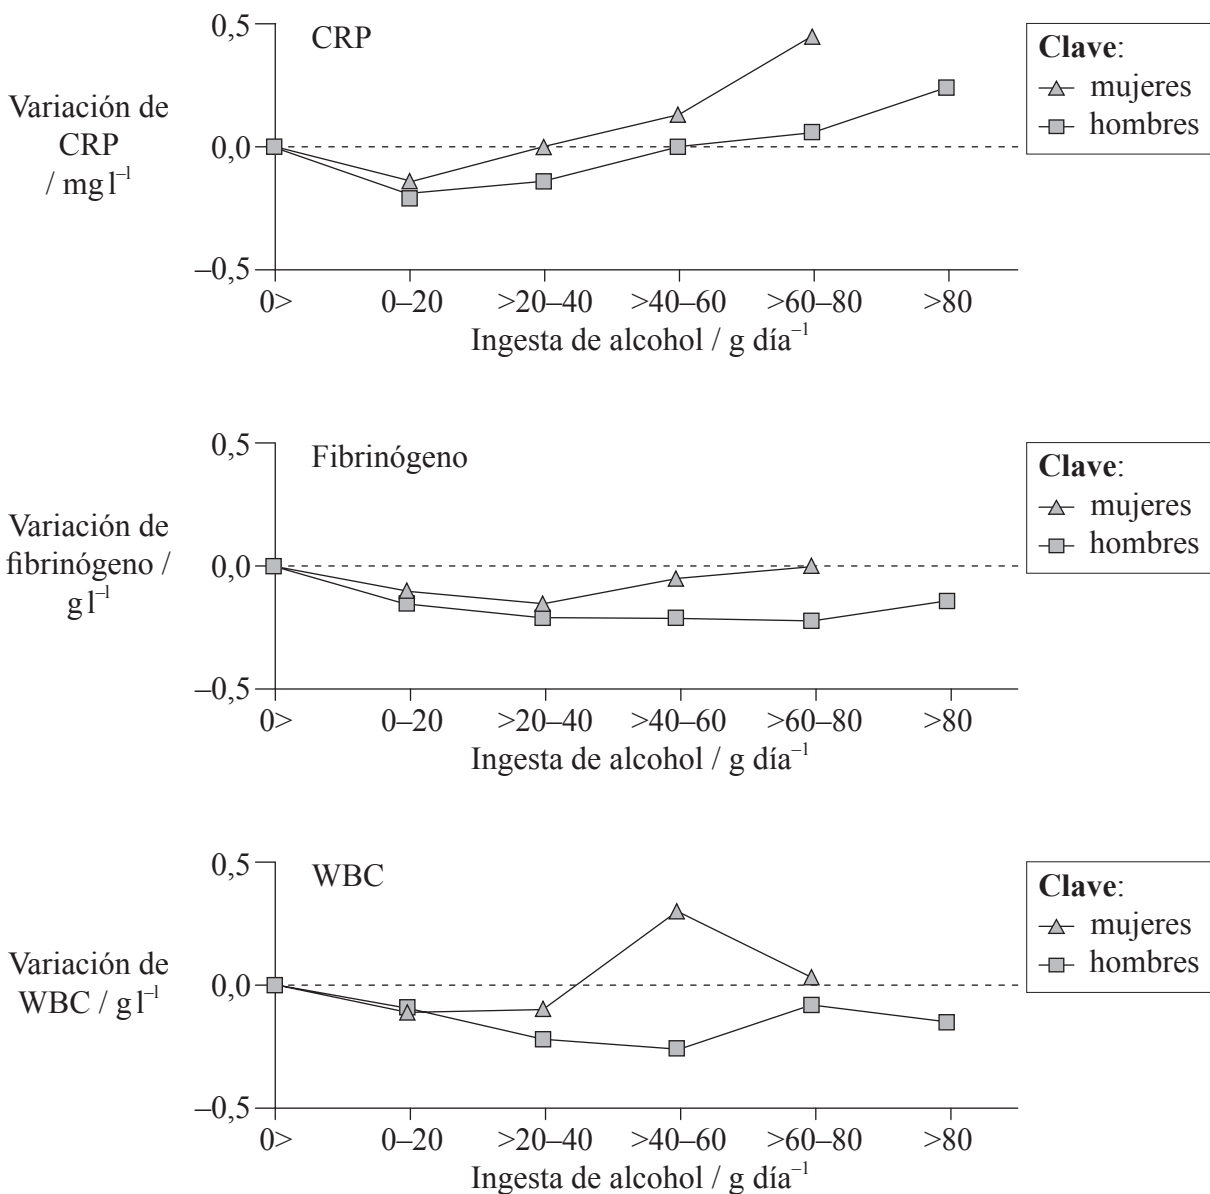 0,5
CRP
Clave:
mujeres
hombres
Variación de
CRP
/ mg l⁻¹
0,0
–0,5
0> 0–20 >20–40 >40–60 >60–80 >80
Ingesta de alcohol / g día⁻¹
0,5
Fibrinógeno
Clave:
mujeres
hombres
Variación de
fibrinógeno /
g l⁻¹
0,0
–0,5
0> 0–20 >20–40 >40–60 >60–80 >80
Ingesta de alcohol / g día⁻¹
0,5
WBC
Clave:
mujeres
hombres
Variación de
WBC / g l⁻¹
0,0
–0,5
0> 0–20 >20–40 >40–60 >60–80 >80
Ingesta de alcohol / g día⁻¹